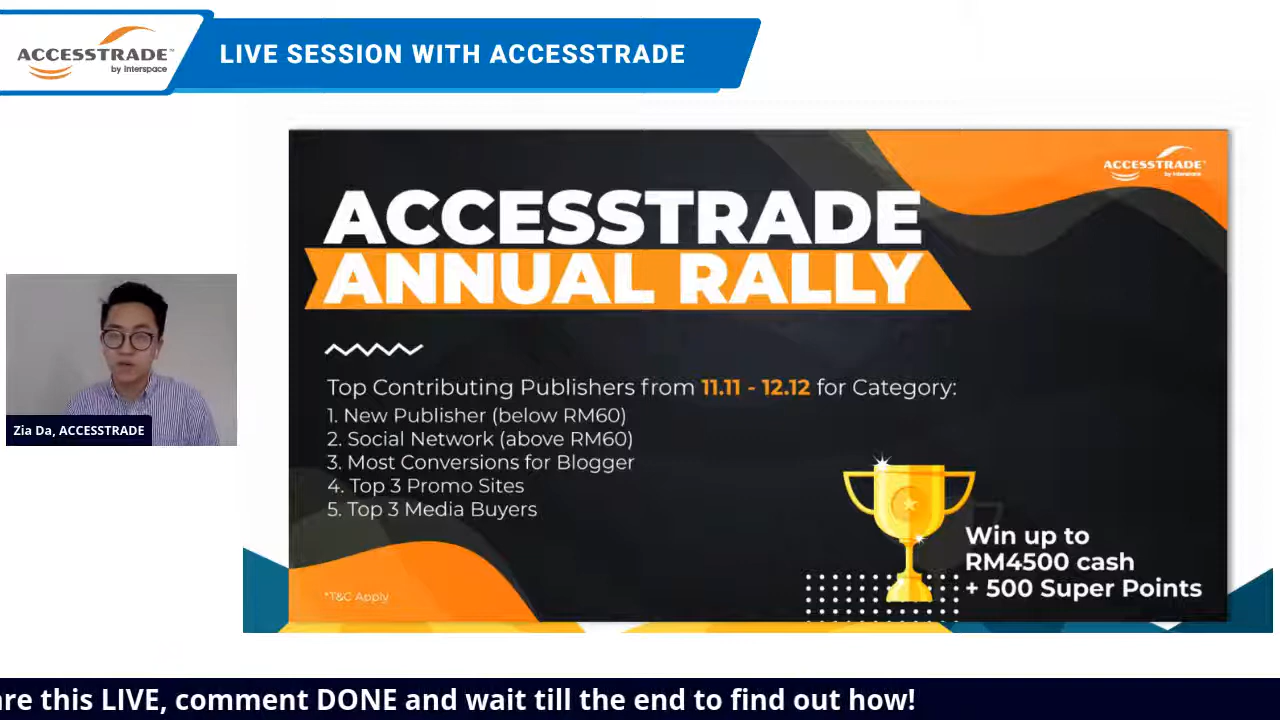 ACCESSTRADE
by interspace
LIVE SESSION WITH ACCESSTRADE
ACCESSTRADE
by interspace
ACCESSTRADE
ANNUAL RALLY
Top Contributing Publishers from 11.11 - 12.12 for Category:
1. New Publisher (below RM60)
2. Social Network (above RM60)
3. Most Conversions for Blogger
4. Top 3 Promo Sites
5. Top 3 Media Buyers
Win up to
RM4500 cash
+ 500 Super Points
*T&C Apply
Zia Da, ACCESSTRADE
are this LIVE, comment DONE and wait till the end to find out how!